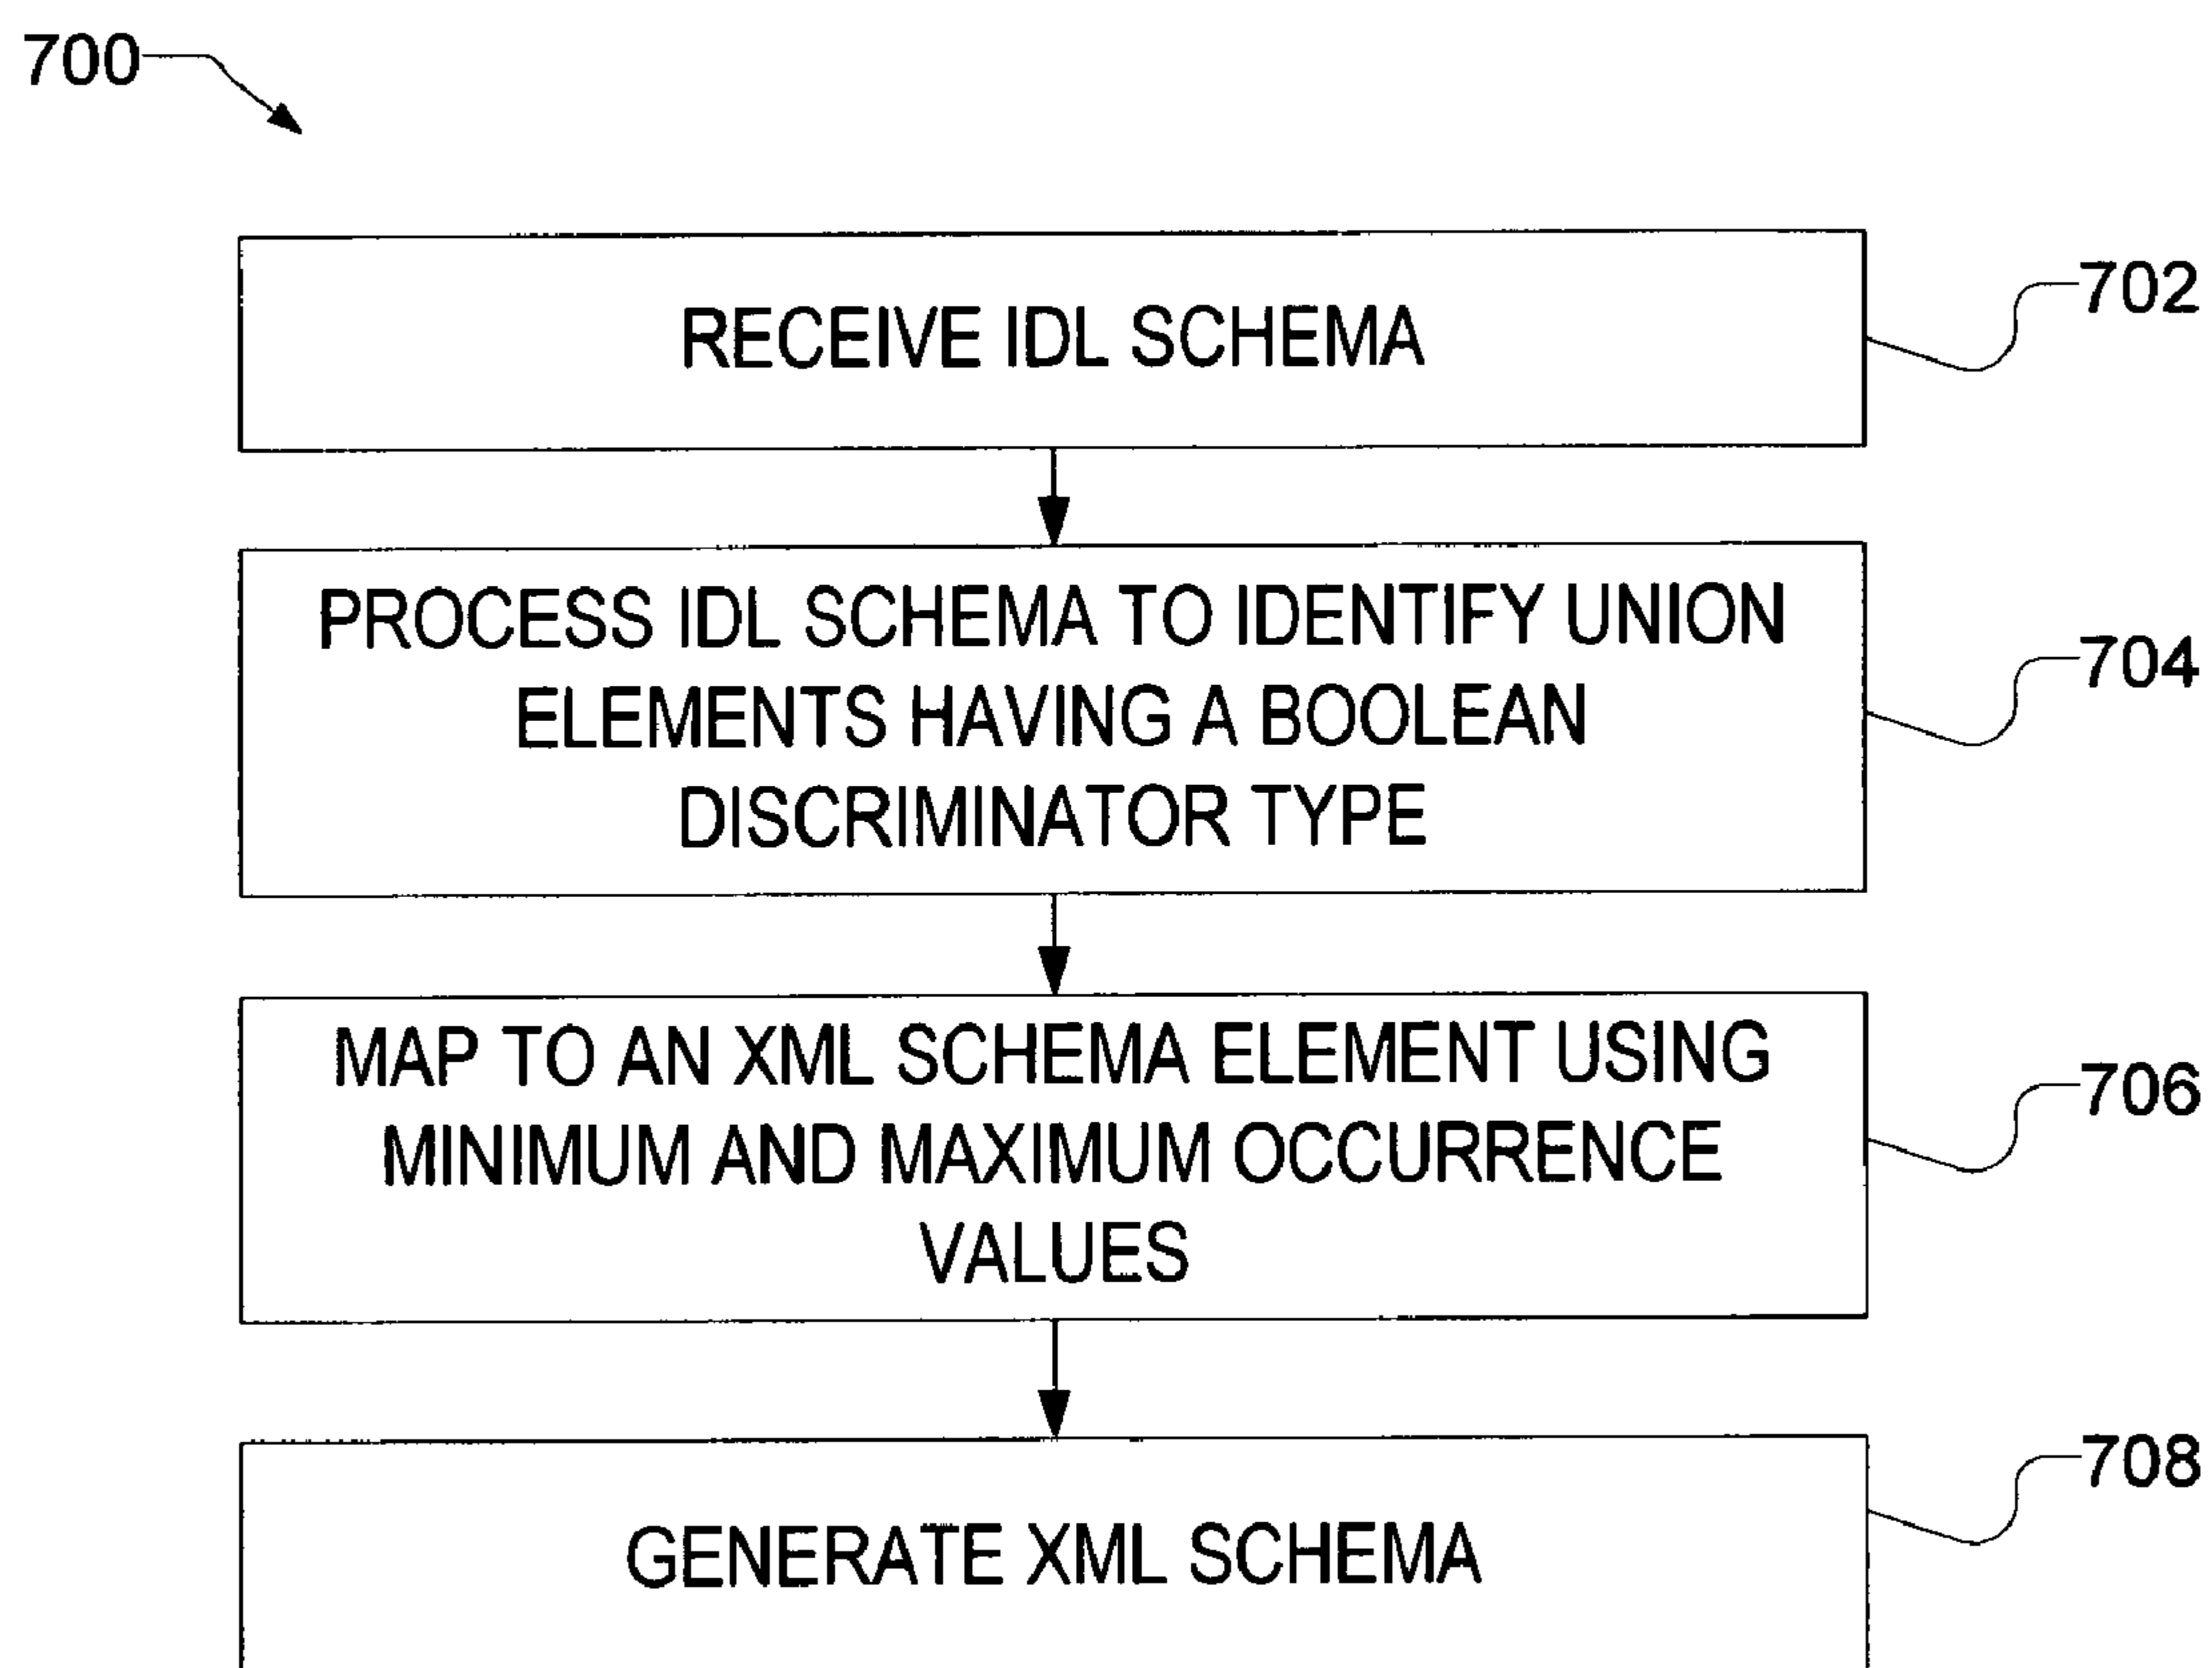 700
RECEIVE IDL SCHEMA
702
PROCESS IDL SCHEMA TO IDENTIFY UNION
ELEMENTS HAVING A BOOLEAN
DISCRIMINATOR TYPE
704
MAP TO AN XML SCHEMA ELEMENT USING
MINIMUM AND MAXIMUM OCCURRENCE
VALUES
706
GENERATE XML SCHEMA
708